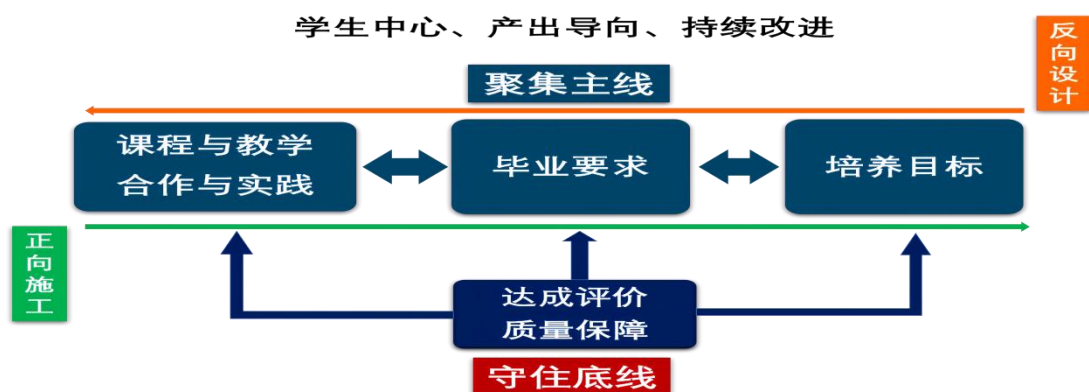 学生中心、产出导向、持续改进
反向设计
聚集主线
课程与教学
合作与实践
毕业要求
培养目标
正向施工
达成评价
质量保障
守住底线